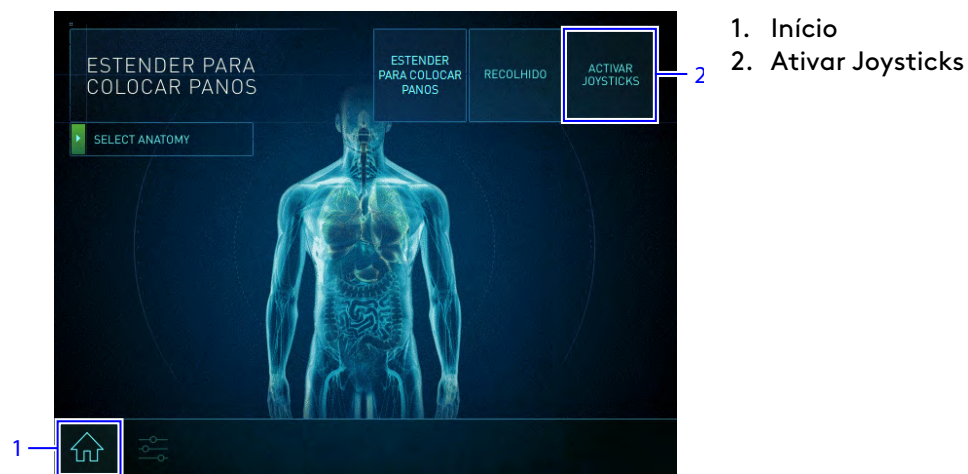 ESTENDER PARA
COLOCAR PANOS
ESTENDER
PARA COLOCAR
PANOS
RECOLHIDO
ACTIVAR
JOYSTICKS
SELECT ANATOMY
1
2
1. Início
2. Ativar Joysticks